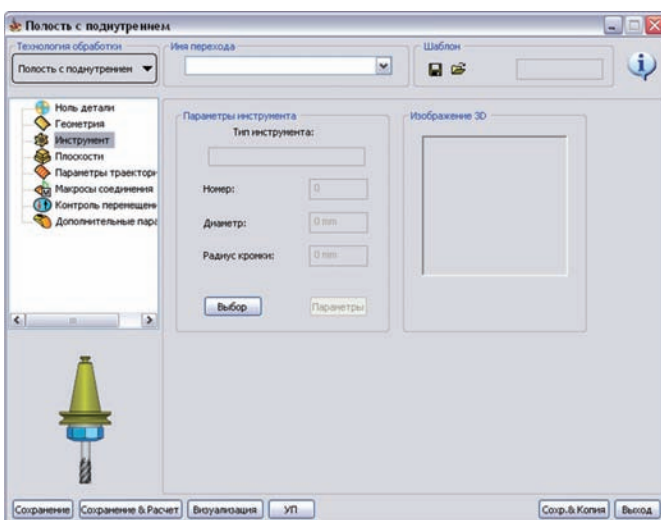 Полость с поднутрением
Технология обработки
Имя перехода
Шаблон
Полость с поднутрением
Ноль детали
Геометрия
Инструмент
Плоскости
Параметры траектори
Макросы соединения
Контроль перемещени
Дополнительные пара
Параметры инструмента
Тип инструмента:
Номер:
0
Диаметр:
0 mm
Радиус кромки:
0 mm
Выбор
Параметры
Изображение 3D
Сохранение
Сохранение & Расчет
Визуализация
УП
Сохр.& Копия
Выход